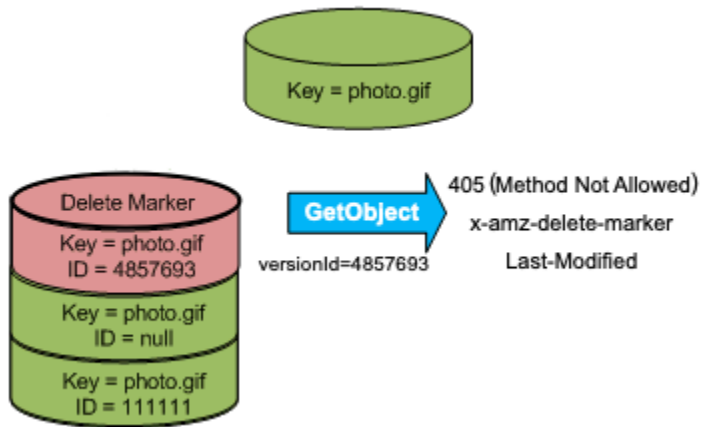 Key = photo.gif
Delete Marker
Key = photo.gif
ID = 4857693
Key = photo.gif
ID = null
Key = photo.gif
ID = 111111
GetObject
versionId=4857693
405 (Method Not Allowed)
x-amz-delete-marker
Last-Modified